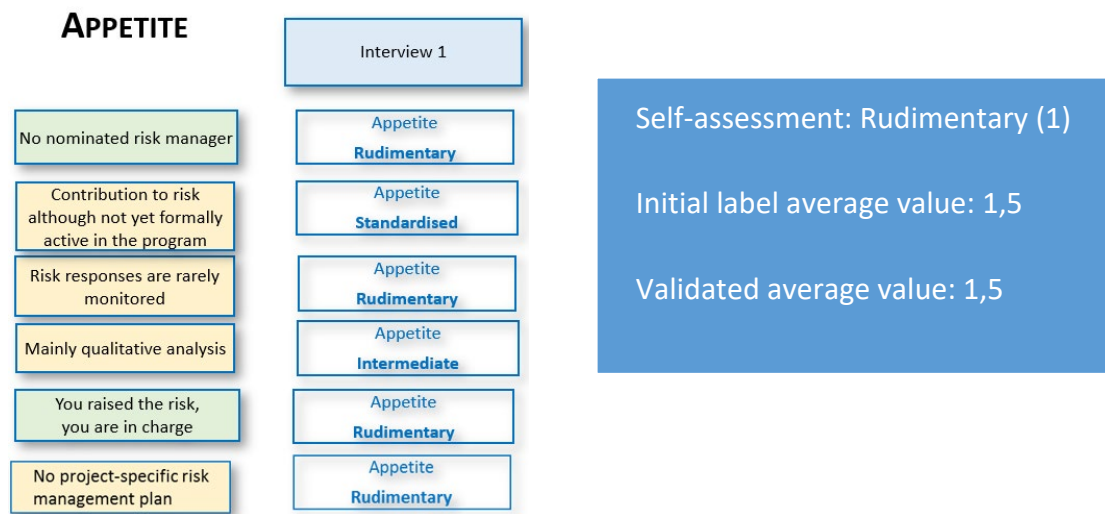 APPETITE
Interview 1
No nominated risk manager
Appetite
Rudimentary
Contribution to risk
although not yet formally
active in the program
Appetite
Standardised
Risk responses are rarely
monitored
Appetite
Rudimentary
Mainly qualitative analysis
Appetite
Intermediate
You raised the risk,
you are in charge
Appetite
Rudimentary
No project-specific risk
management plan
Appetite
Rudimentary
Self-assessment: Rudimentary (1)
Initial label average value: 1,5
Validated average value: 1,5